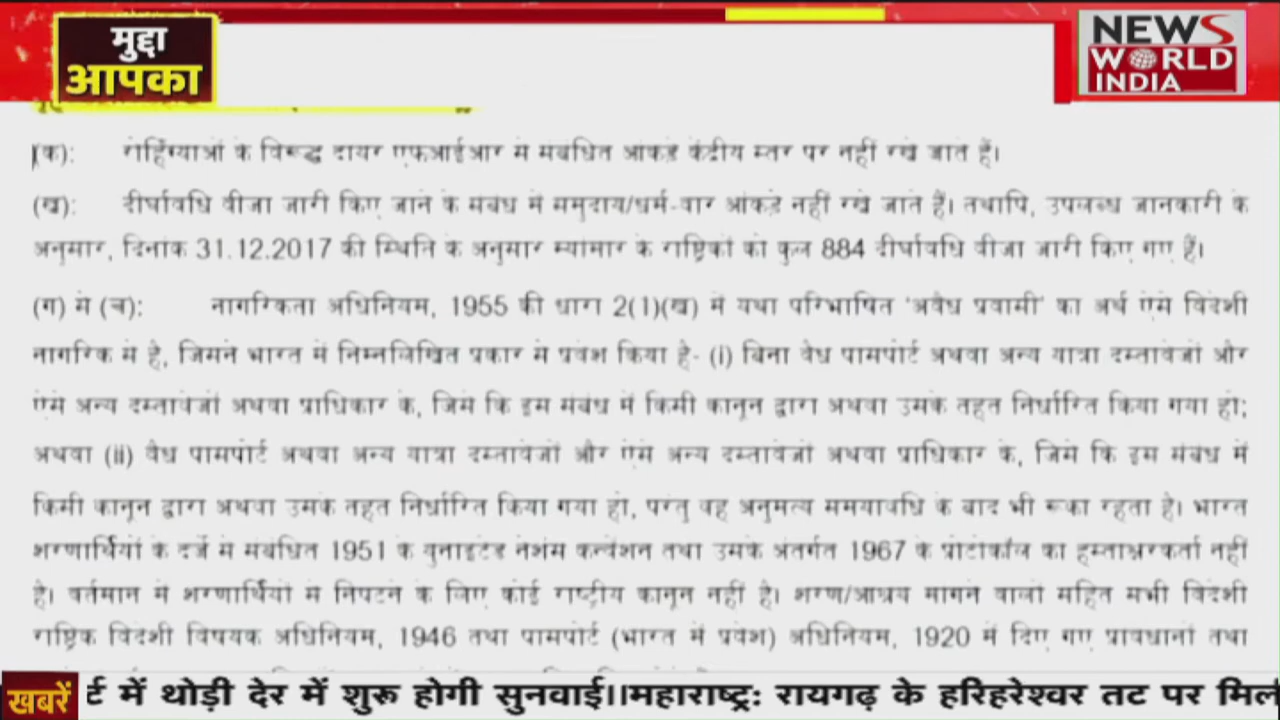 मुद्दा
आपका
NEWS
WORLD
INDIA
(क): रोहिंग्याओं के विरूद्ध दायर एफआईआर से संबंधित आंकड़े केंद्रीय स्तर पर नहीं रखे जाते हैं।
(ख): दीर्घावधि वीजा जारी किए जाने के संबंध में समुदाय/धर्म-वार आंकड़े नहीं रखे जाते हैं। तथापि, उपलब्ध जानकारी के
अनुसार, दिनांक 31.12.2017 की स्थिति के अनुसार म्यांमार के राष्ट्रिकों को कुल 884 दीर्घावधि वीजा जारी किए गए हैं।
(ग) से (च): नागरिकता अधिनियम, 1955 की धारा 2(1)(ख) में यथा परिभाषित 'अवैध प्रवासी' का अर्थ ऐसे विदेशी
नागरिक से है, जिसने भारत में निम्नलिखित प्रकार से प्रवेश किया है- (i) बिना वैध पासपोर्ट अथवा अन्य यात्रा दस्तावेजों और
ऐसे अन्य दस्तावेजों अथवा प्राधिकार के, जिसे कि इस संबंध में किसी कानून द्वारा अथवा उसके तहत निर्धारित किया गया हो;
अथवा (ii) वैध पासपोर्ट अथवा अन्य यात्रा दस्तावेजों और ऐसे अन्य दस्तावेजों अथवा प्राधिकार के, जिसे कि इस संबंध में
किसी कानून द्वारा अथवा उसके तहत निर्धारित किया गया हो, परंतु वह अनुमत्य समयावधि के बाद भी रूका रहता है। भारत
शरणार्थियों के दर्जे से संबंधित 1951 के युनाइटेड नेशंस कन्वेंशन तथा उसके अंतर्गत 1967 के प्रोटोकॉल का हस्ताक्षरकर्ता नहीं
है। वर्तमान में शरणार्थियों से निपटने के लिए कोई राष्ट्रीय कानून नहीं है। शरण/आश्रय मांगने वालों सहित सभी विदेशी
राष्ट्रिक विदेशी विषयक अधिनियम, 1946 तथा पासपोर्ट (भारत में प्रवेश) अधिनियम, 1920 में दिए गए प्रावधानों तथा
खबरें र्ट में थोड़ी देर में शुरू होगी सुनवाई।।महाराष्ट्र: रायगढ़ के हरिहरेश्वर तट पर